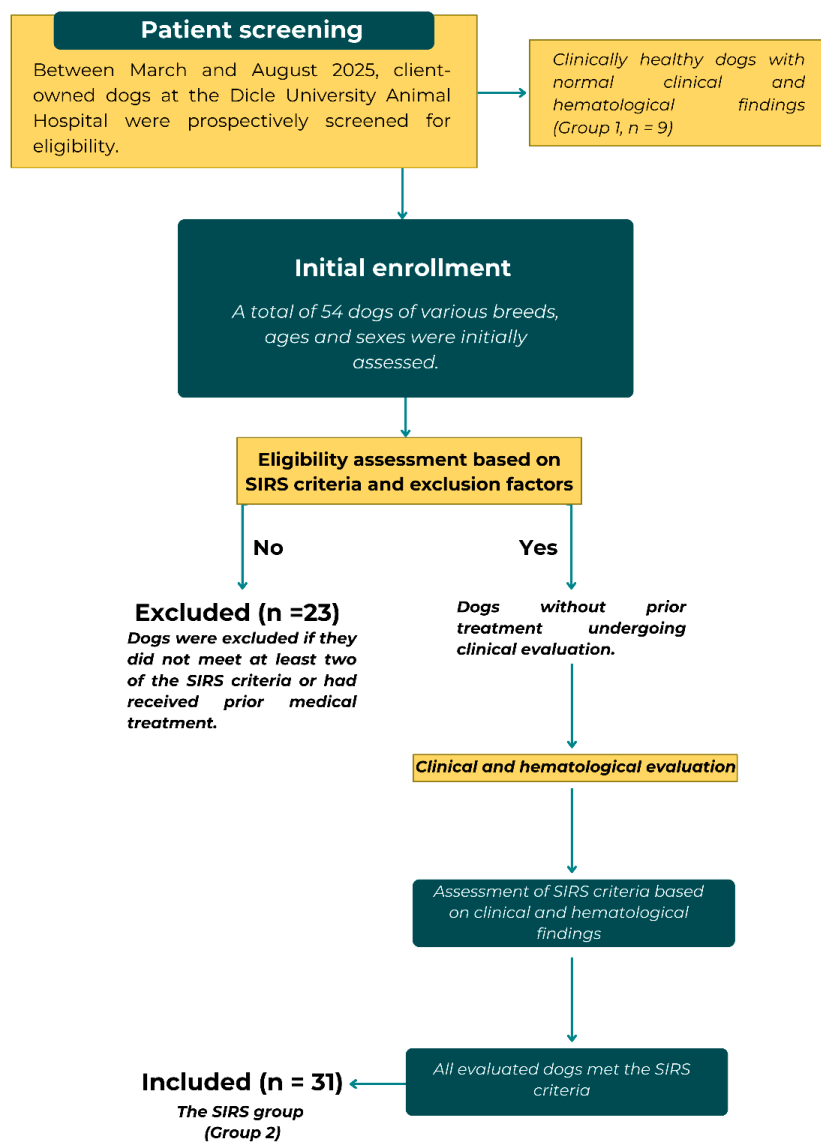 Patient screening
Between March and August 2025, client-
owned dogs at the Dicle University Animal
Hospital were prospectively screened for
eligibility.
Clinically healthy dogs with
normal clinical and
hematological findings
(Group 1, n = 9)
Initial enrollment
A total of 54 dogs of various breeds,
ages and sexes were initially
assessed.
Eligibility assessment based on
SIRS criteria and exclusion factors
No
Yes
Excluded (n =23)
Dogs were excluded if they
did not meet at least two
of the SIRS criteria or had
received prior medical
treatment.
Dogs without prior
treatment undergoing
clinical evaluation.
Clinical and hematological evaluation
Assessment of SIRS criteria based
on clinical and hematological
findings
All evaluated dogs met the SIRS
criteria
Included (n = 31)
The SIRS group
(Group 2)